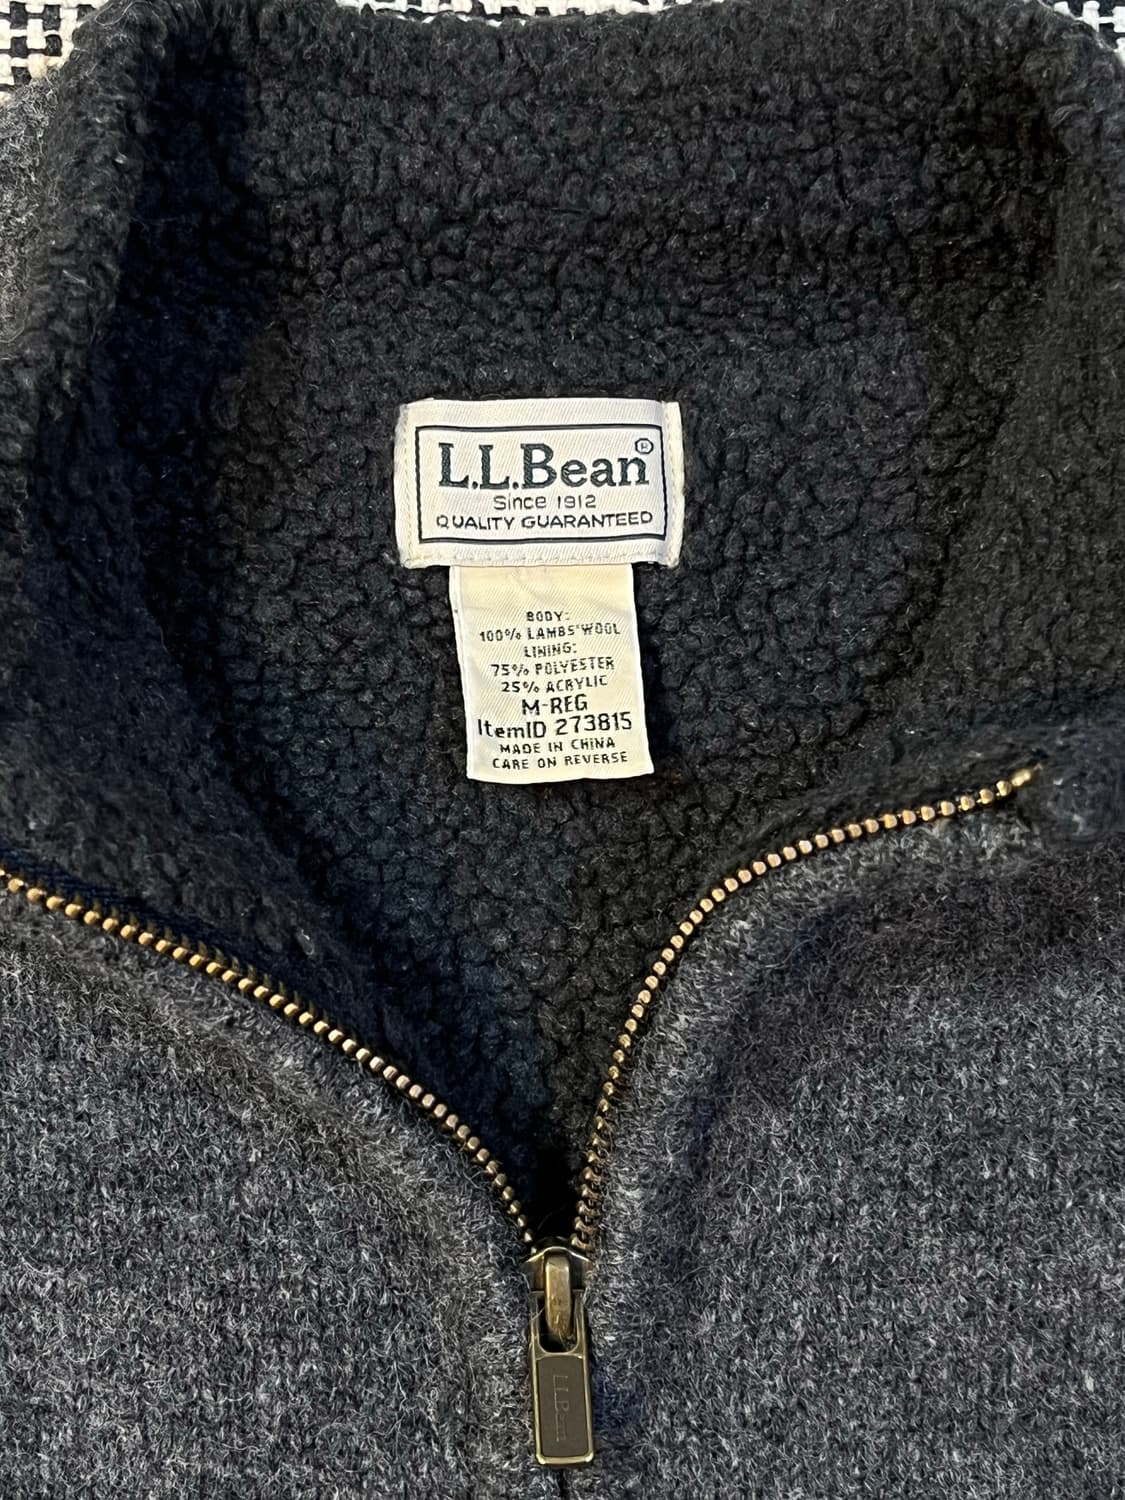 L.L.Bean®
Since 1912
QUALITY GUARANTEED
BODY:
100% LAMBS'WOOL
LINING:
75% POLYESTER
25% ACRYLIC
M-REG
ItemID 273815
MADE IN CHINA
CARE ON REVERSE
L.L.Bean